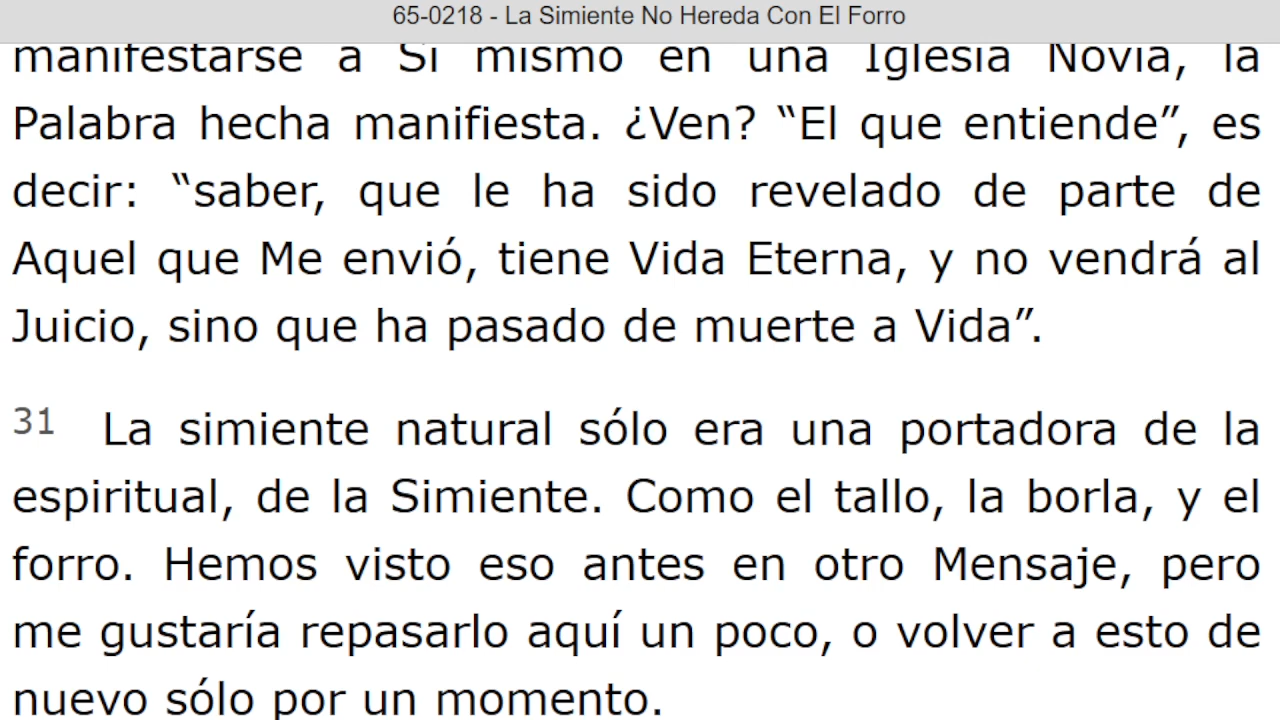 65-0218 - La Simiente No Hereda Con El Forro
manifestarse a Sí mismo en una Iglesia Novia, la
Palabra hecha manifiesta. ¿Ven? “El que entiende”, es
decir: “saber, que le ha sido revelado de parte de
Aquel que Me envió, tiene Vida Eterna, y no vendrá al
Juicio, sino que ha pasado de muerte a Vida”.
31 La simiente natural sólo era una portadora de la
espiritual, de la Simiente. Como el tallo, la borla, y el
forro. Hemos visto eso antes en otro Mensaje, pero
me gustaría repasarlo aquí un poco, o volver a esto de
nuevo sólo por un momento.